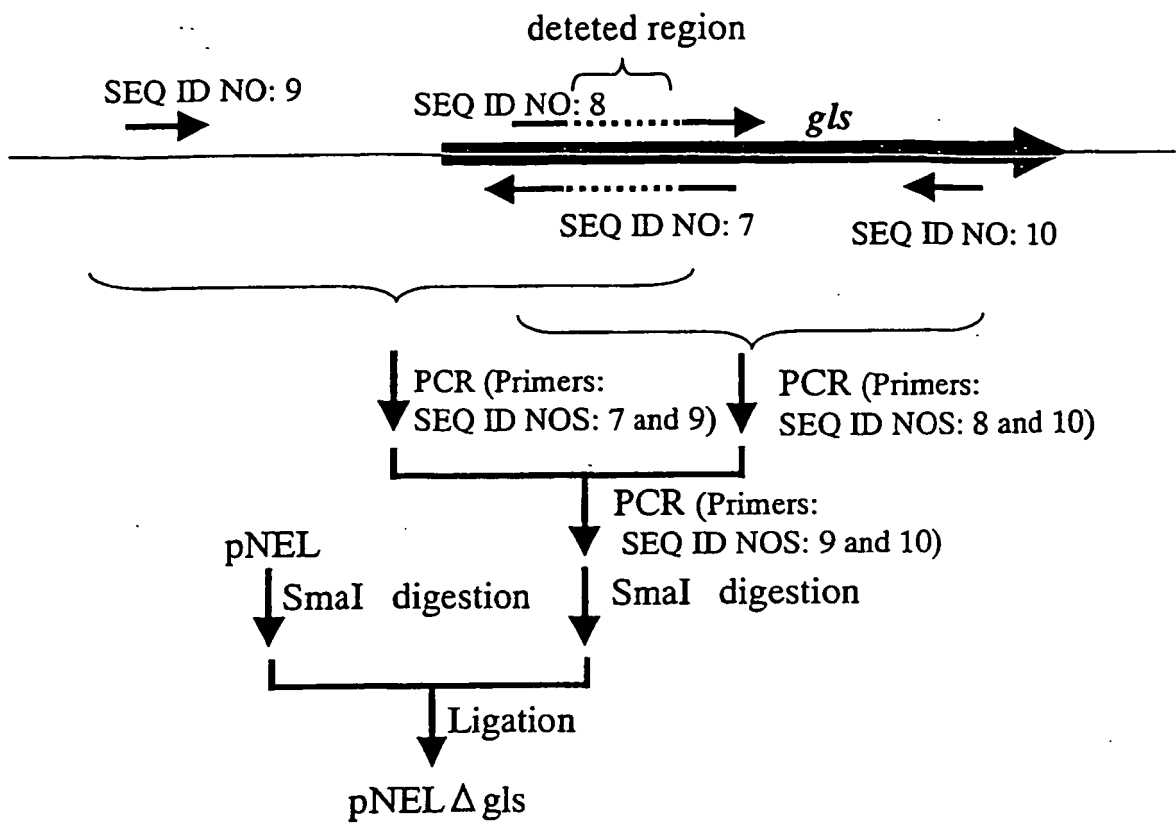 deteted region
SEQ ID NO: 9
SEQ ID NO: 8
gls
SEQ ID NO: 7
SEQ ID NO: 10
PCR (Primers:
SEQ ID NOS: 7 and 9)
PCR (Primers:
SEQ ID NOS: 8 and 10)
PCR (Primers:
SEQ ID NOS: 9 and 10)
pNEL
SmaI digestion
SmaI digestion
Ligation
pNEL Δ gls